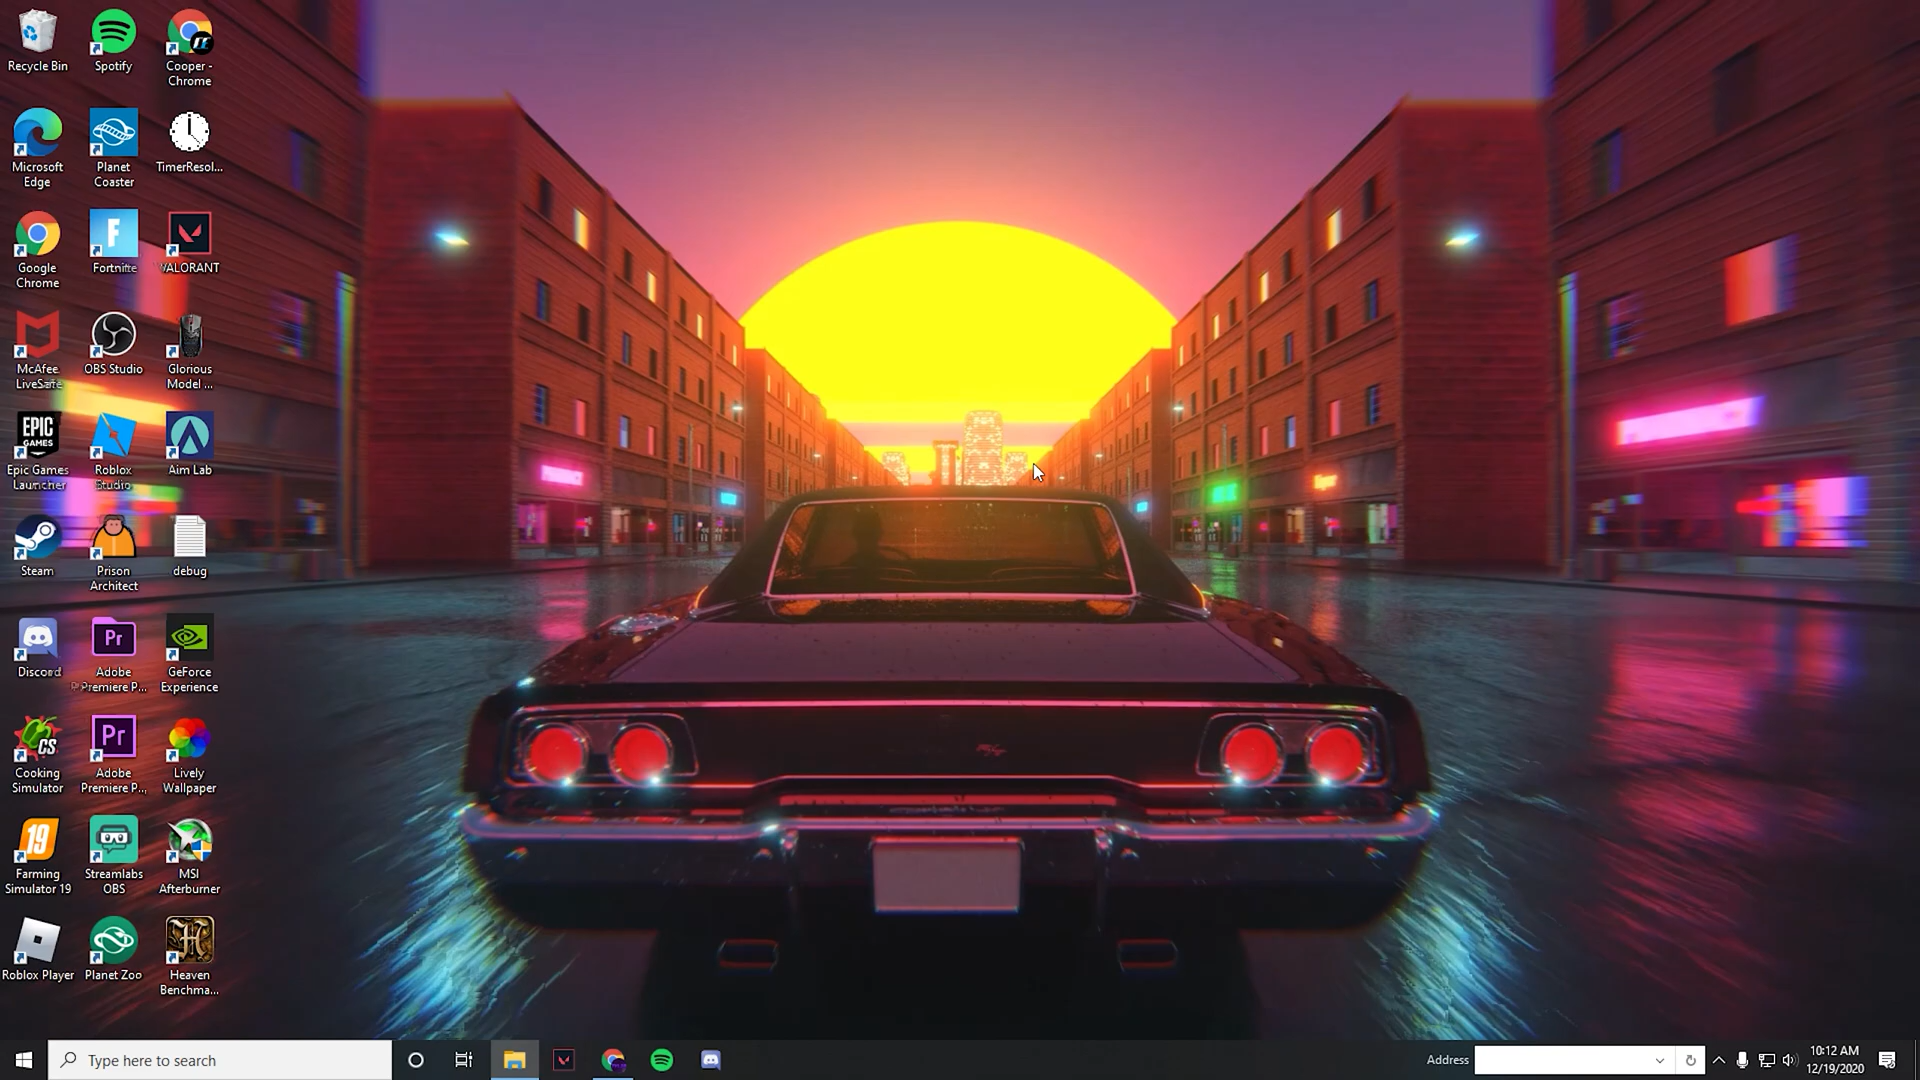 Recycle Bin
Spotify
Cooper -
Chrome
Microsoft
Edge
Planet
Coaster
TimerResol...
Google
Chrome
Fortnite
VALORANT
McAfee
LiveSafe
OBS Studio
Glorious
Model ...
EPIC
GAMES
Epic Games
Launcher
Roblox
Studio
Aim Lab
Steam
Prison
Architect
debug
Discord
Pr
Adobe
Premiere P...
GeForce
Experience
CS
Cooking
Simulator
Pr
Adobe
Premiere P...
Lively
Wallpaper
19
Farming
Simulator 19
Streamlabs
OBS
MSI
Afterburner
Roblox Player
Planet Zoo
Heaven
Benchma...
Type here to search
Address
10:12 AM
12/19/2020